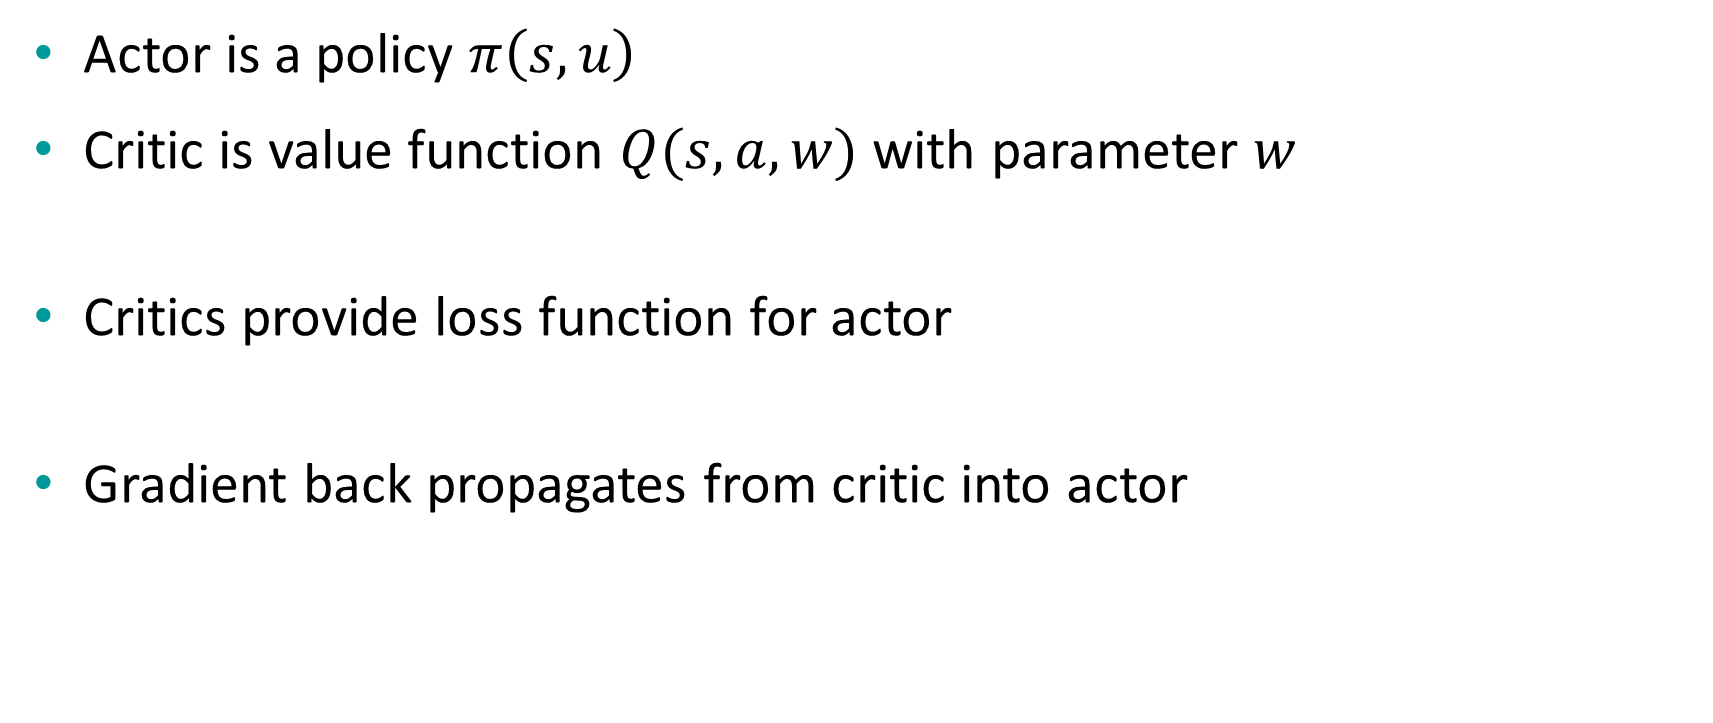 • Actor is a policy π(s, u)
• Critic is value function Q(s, a, w) with parameter w
• Critics provide loss function for actor
• Gradient back propagates from critic into actor